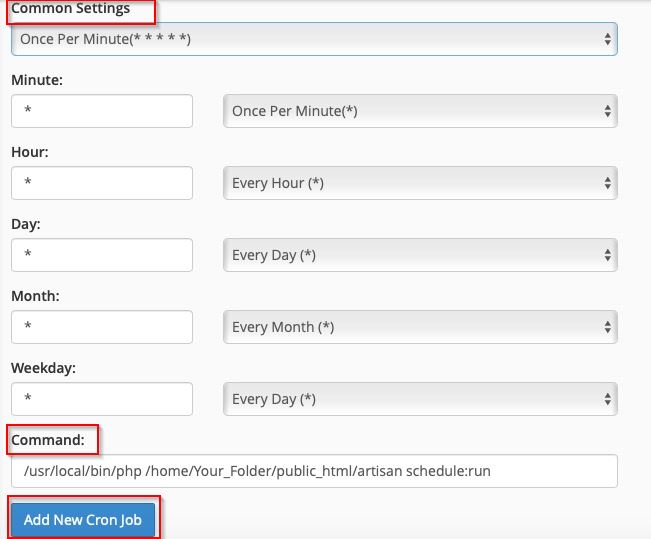 Common Settings
Once Per Minute(* * * * *)
Minute:
* Once Per Minute(*)
Hour:
* Every Hour (*)
Day:
* Every Day (*)
Month:
* Every Month (*)
Weekday:
* Every Day (*)
Command:
/usr/local/bin/php /home/Your_Folder/public_html/artisan schedule:run
Add New Cron Job